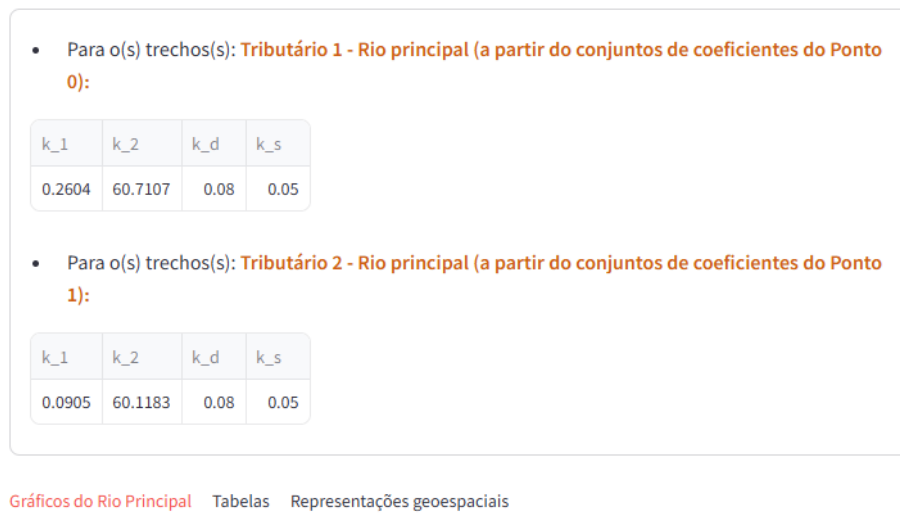 • Para o(s) trechos(s): Tributário 1 - Rio principal (a partir do conjuntos de coeficientes do Ponto
0):
k_1 k_2 k_d k_s
0.2604 60.7107 0.08 0.05
• Para o(s) trechos(s): Tributário 2 - Rio principal (a partir do conjuntos de coeficientes do Ponto
1):
k_1 k_2 k_d k_s
0.0905 60.1183 0.08 0.05
Gráficos do Rio Principal Tabelas Representações geoespaciais